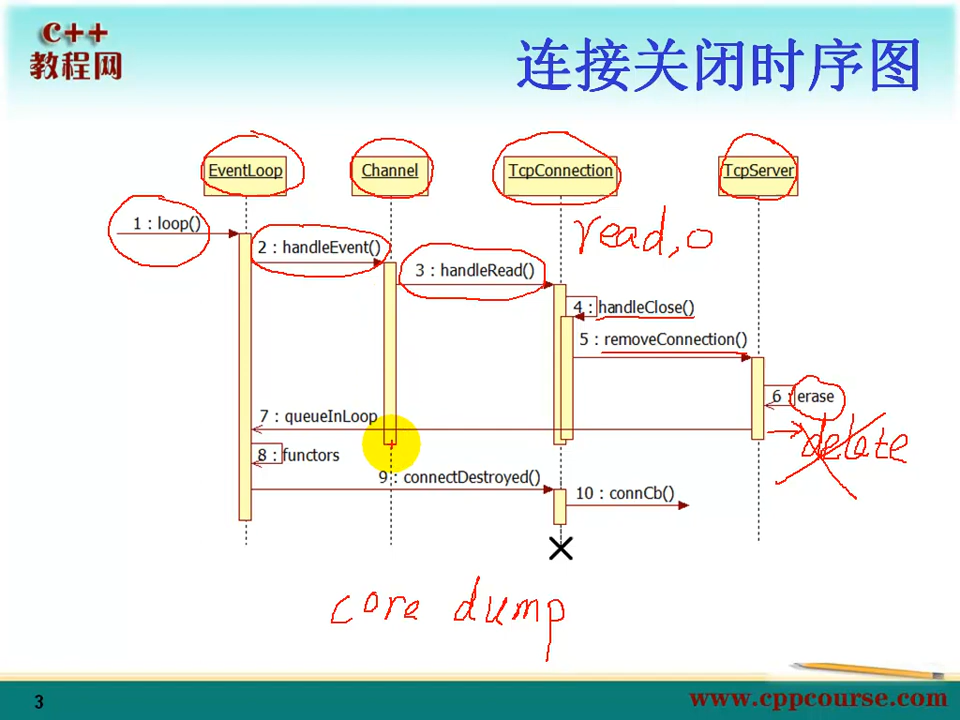 c++
教程网
连接关闭时序图
EventLoop
Channel
TcpConnection
TcpServer
1 : loop()
2 : handleEvent()
3 : handleRead()
read, 0
4 : handleClose()
5 : removeConnection()
6 : erase
7 : queueInLoop
delate
8 : functors
9 : connectDestroyed()
10 : connCb()
core dump
3
www.cppcourse.com